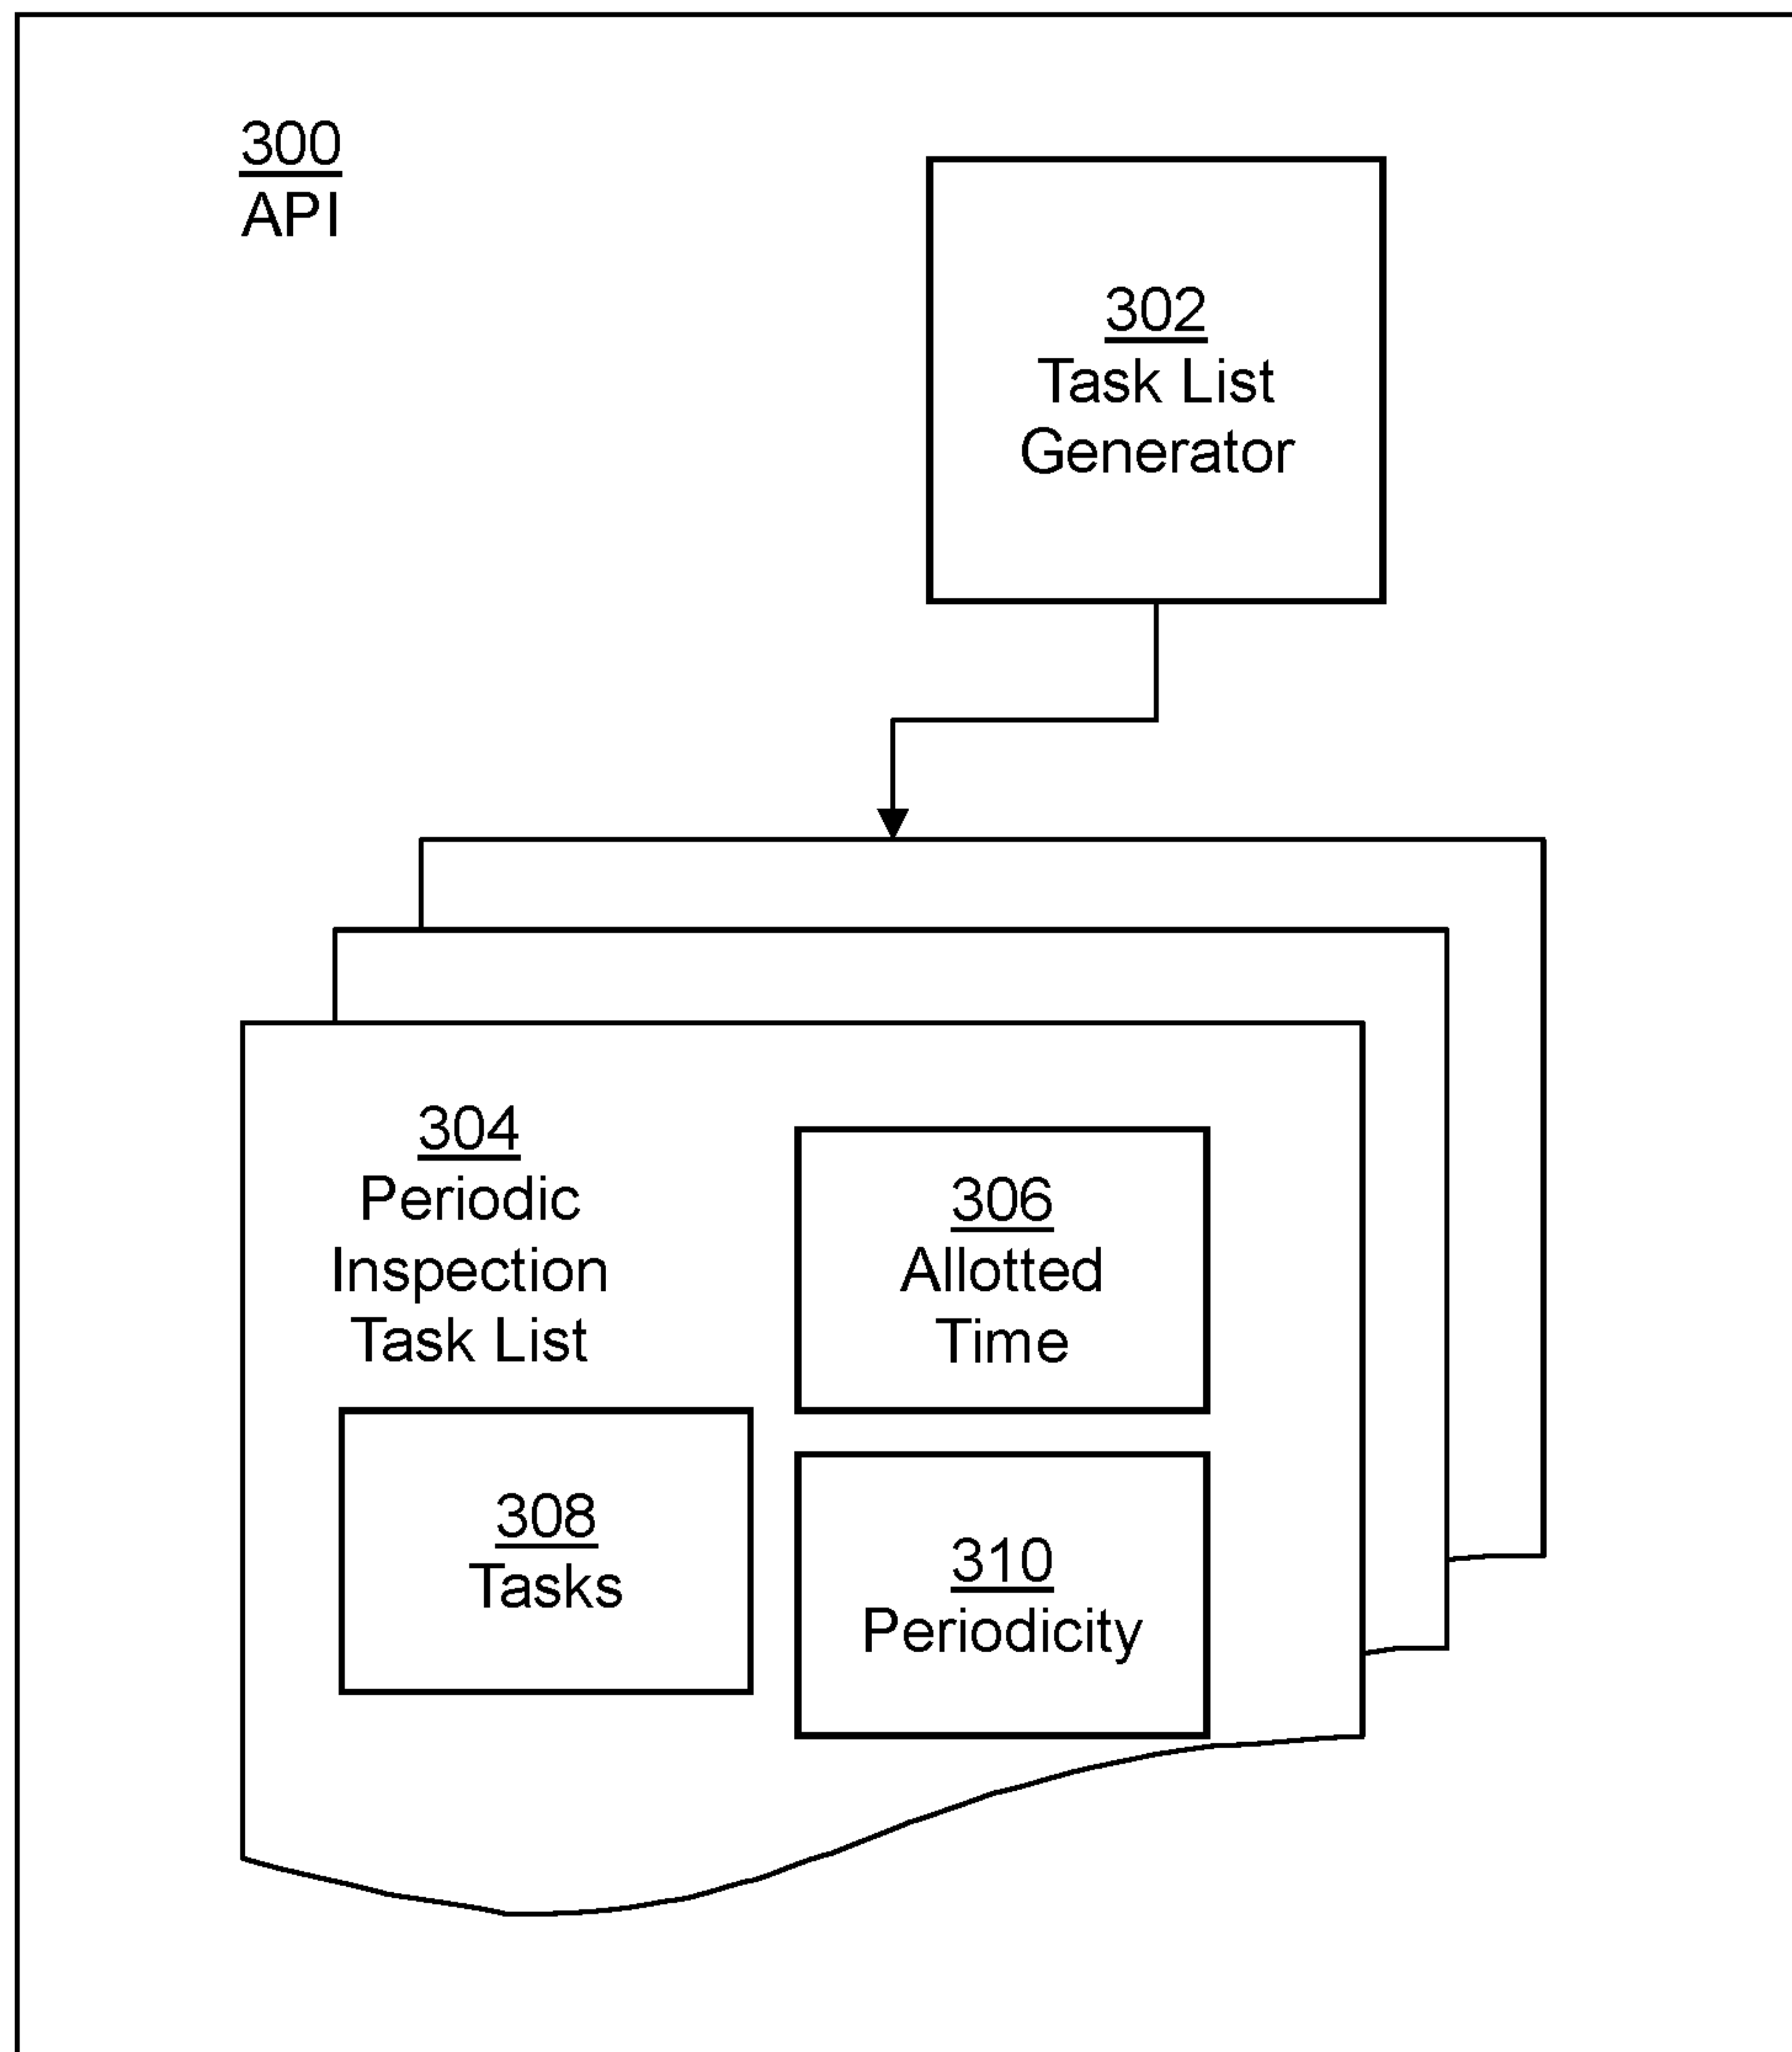 300
API
302
Task List
Generator
304
Periodic
Inspection
Task List
306
Allotted
Time
308
Tasks
310
Periodicity